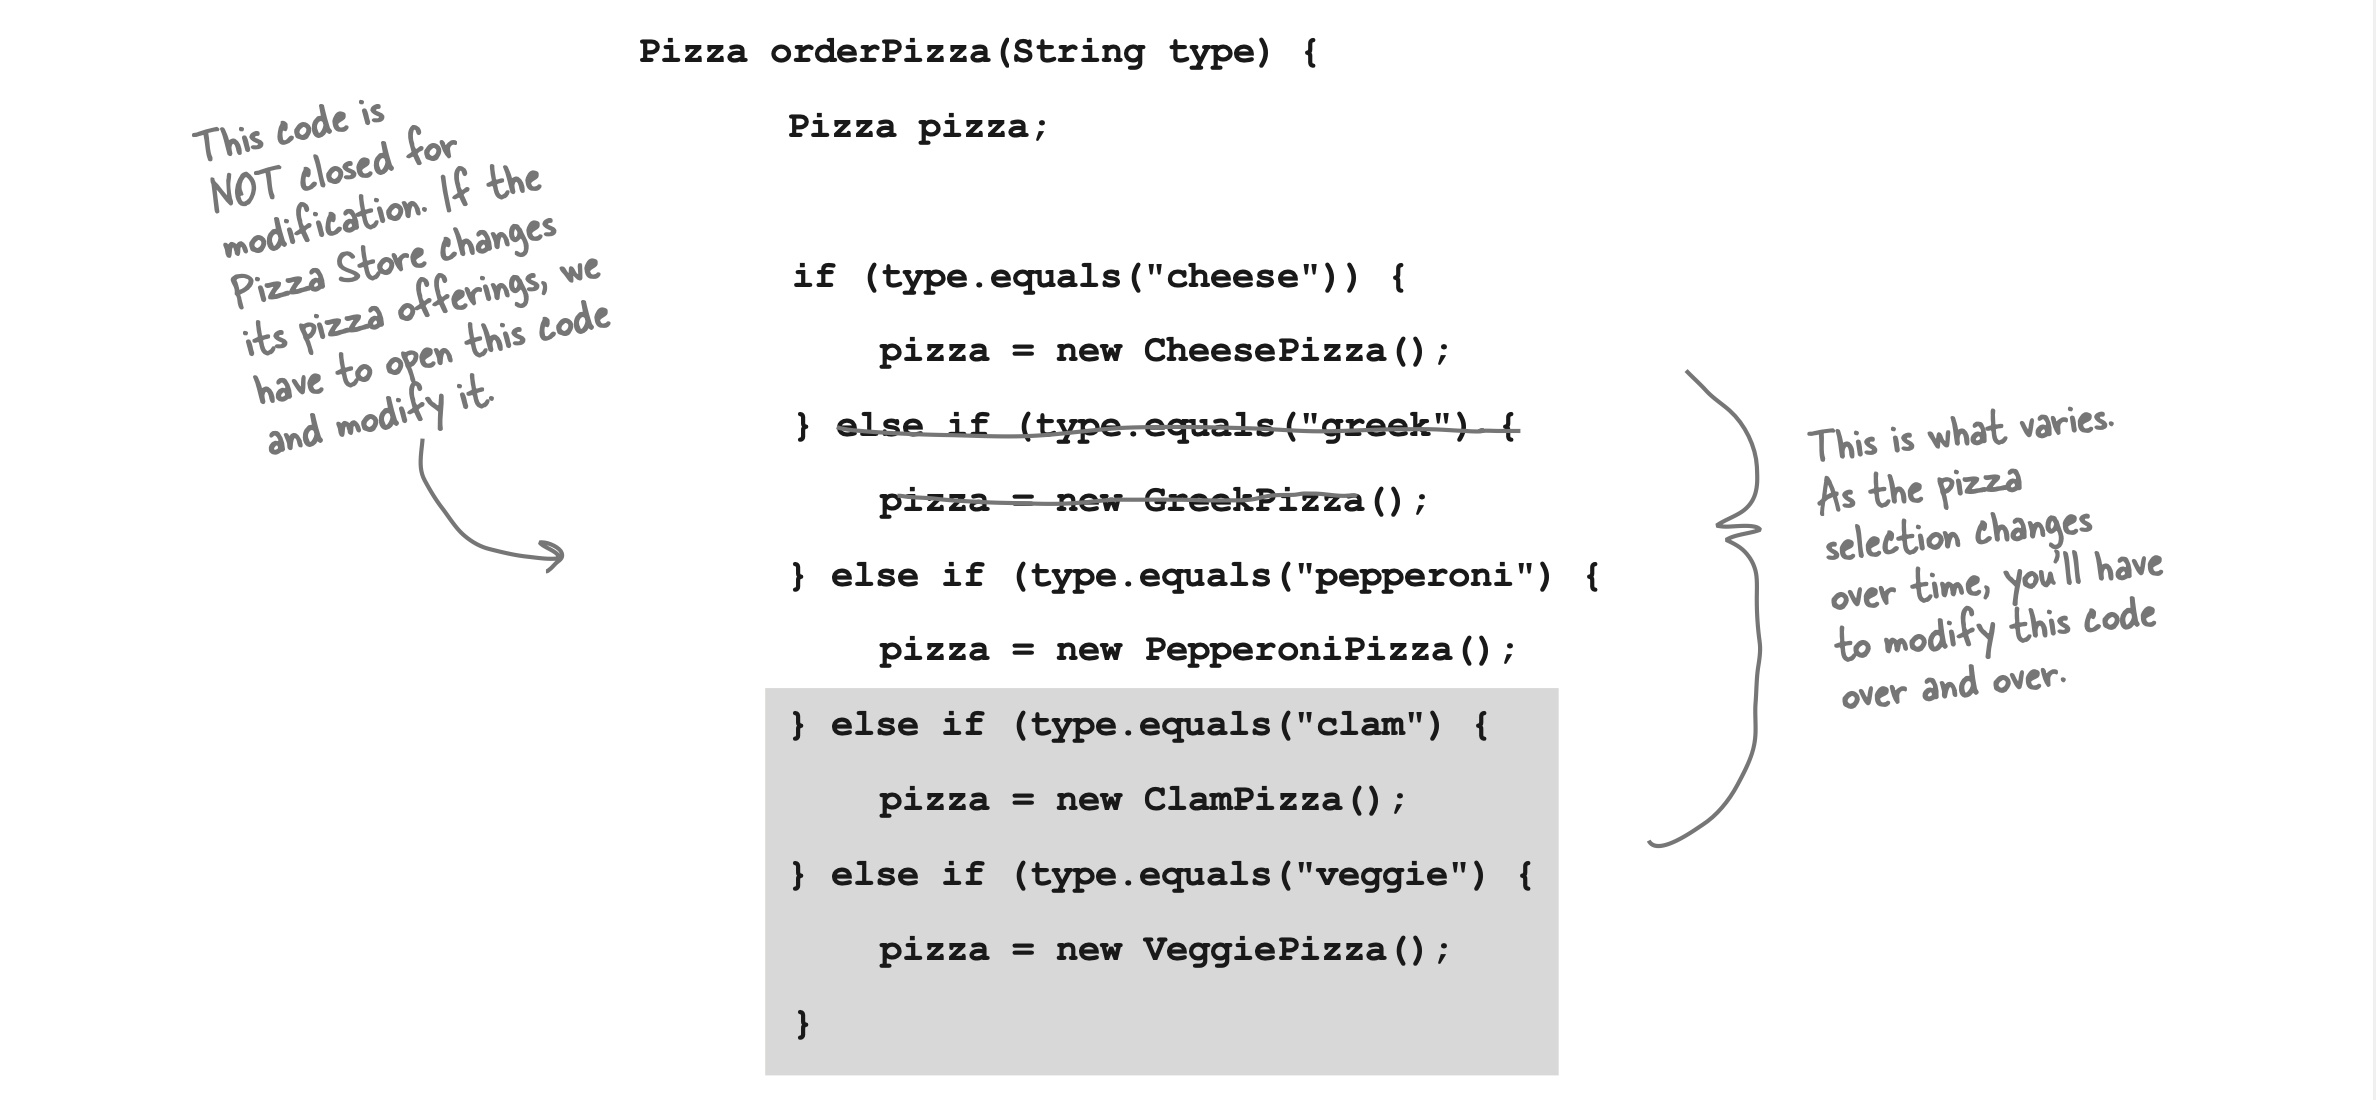 Pizza orderPizza(String type) {
Pizza pizza;
This code is
NOT closed for
modification. If the
Pizza Store changes
its pizza offerings, we
have to open this code
and modify it.
if (type.equals("cheese")) {
pizza = new CheesePizza();
} else if (type.equals("greek") {
pizza = new GreekPizza();
} else if (type.equals("pepperoni") {
pizza = new PepperoniPizza();
} else if (type.equals("clam") {
pizza = new ClamPizza();
} else if (type.equals("veggie") {
pizza = new VeggiePizza();
}
This is what varies.
As the pizza
selection changes
over time, you'll have
to modify this code
over and over.